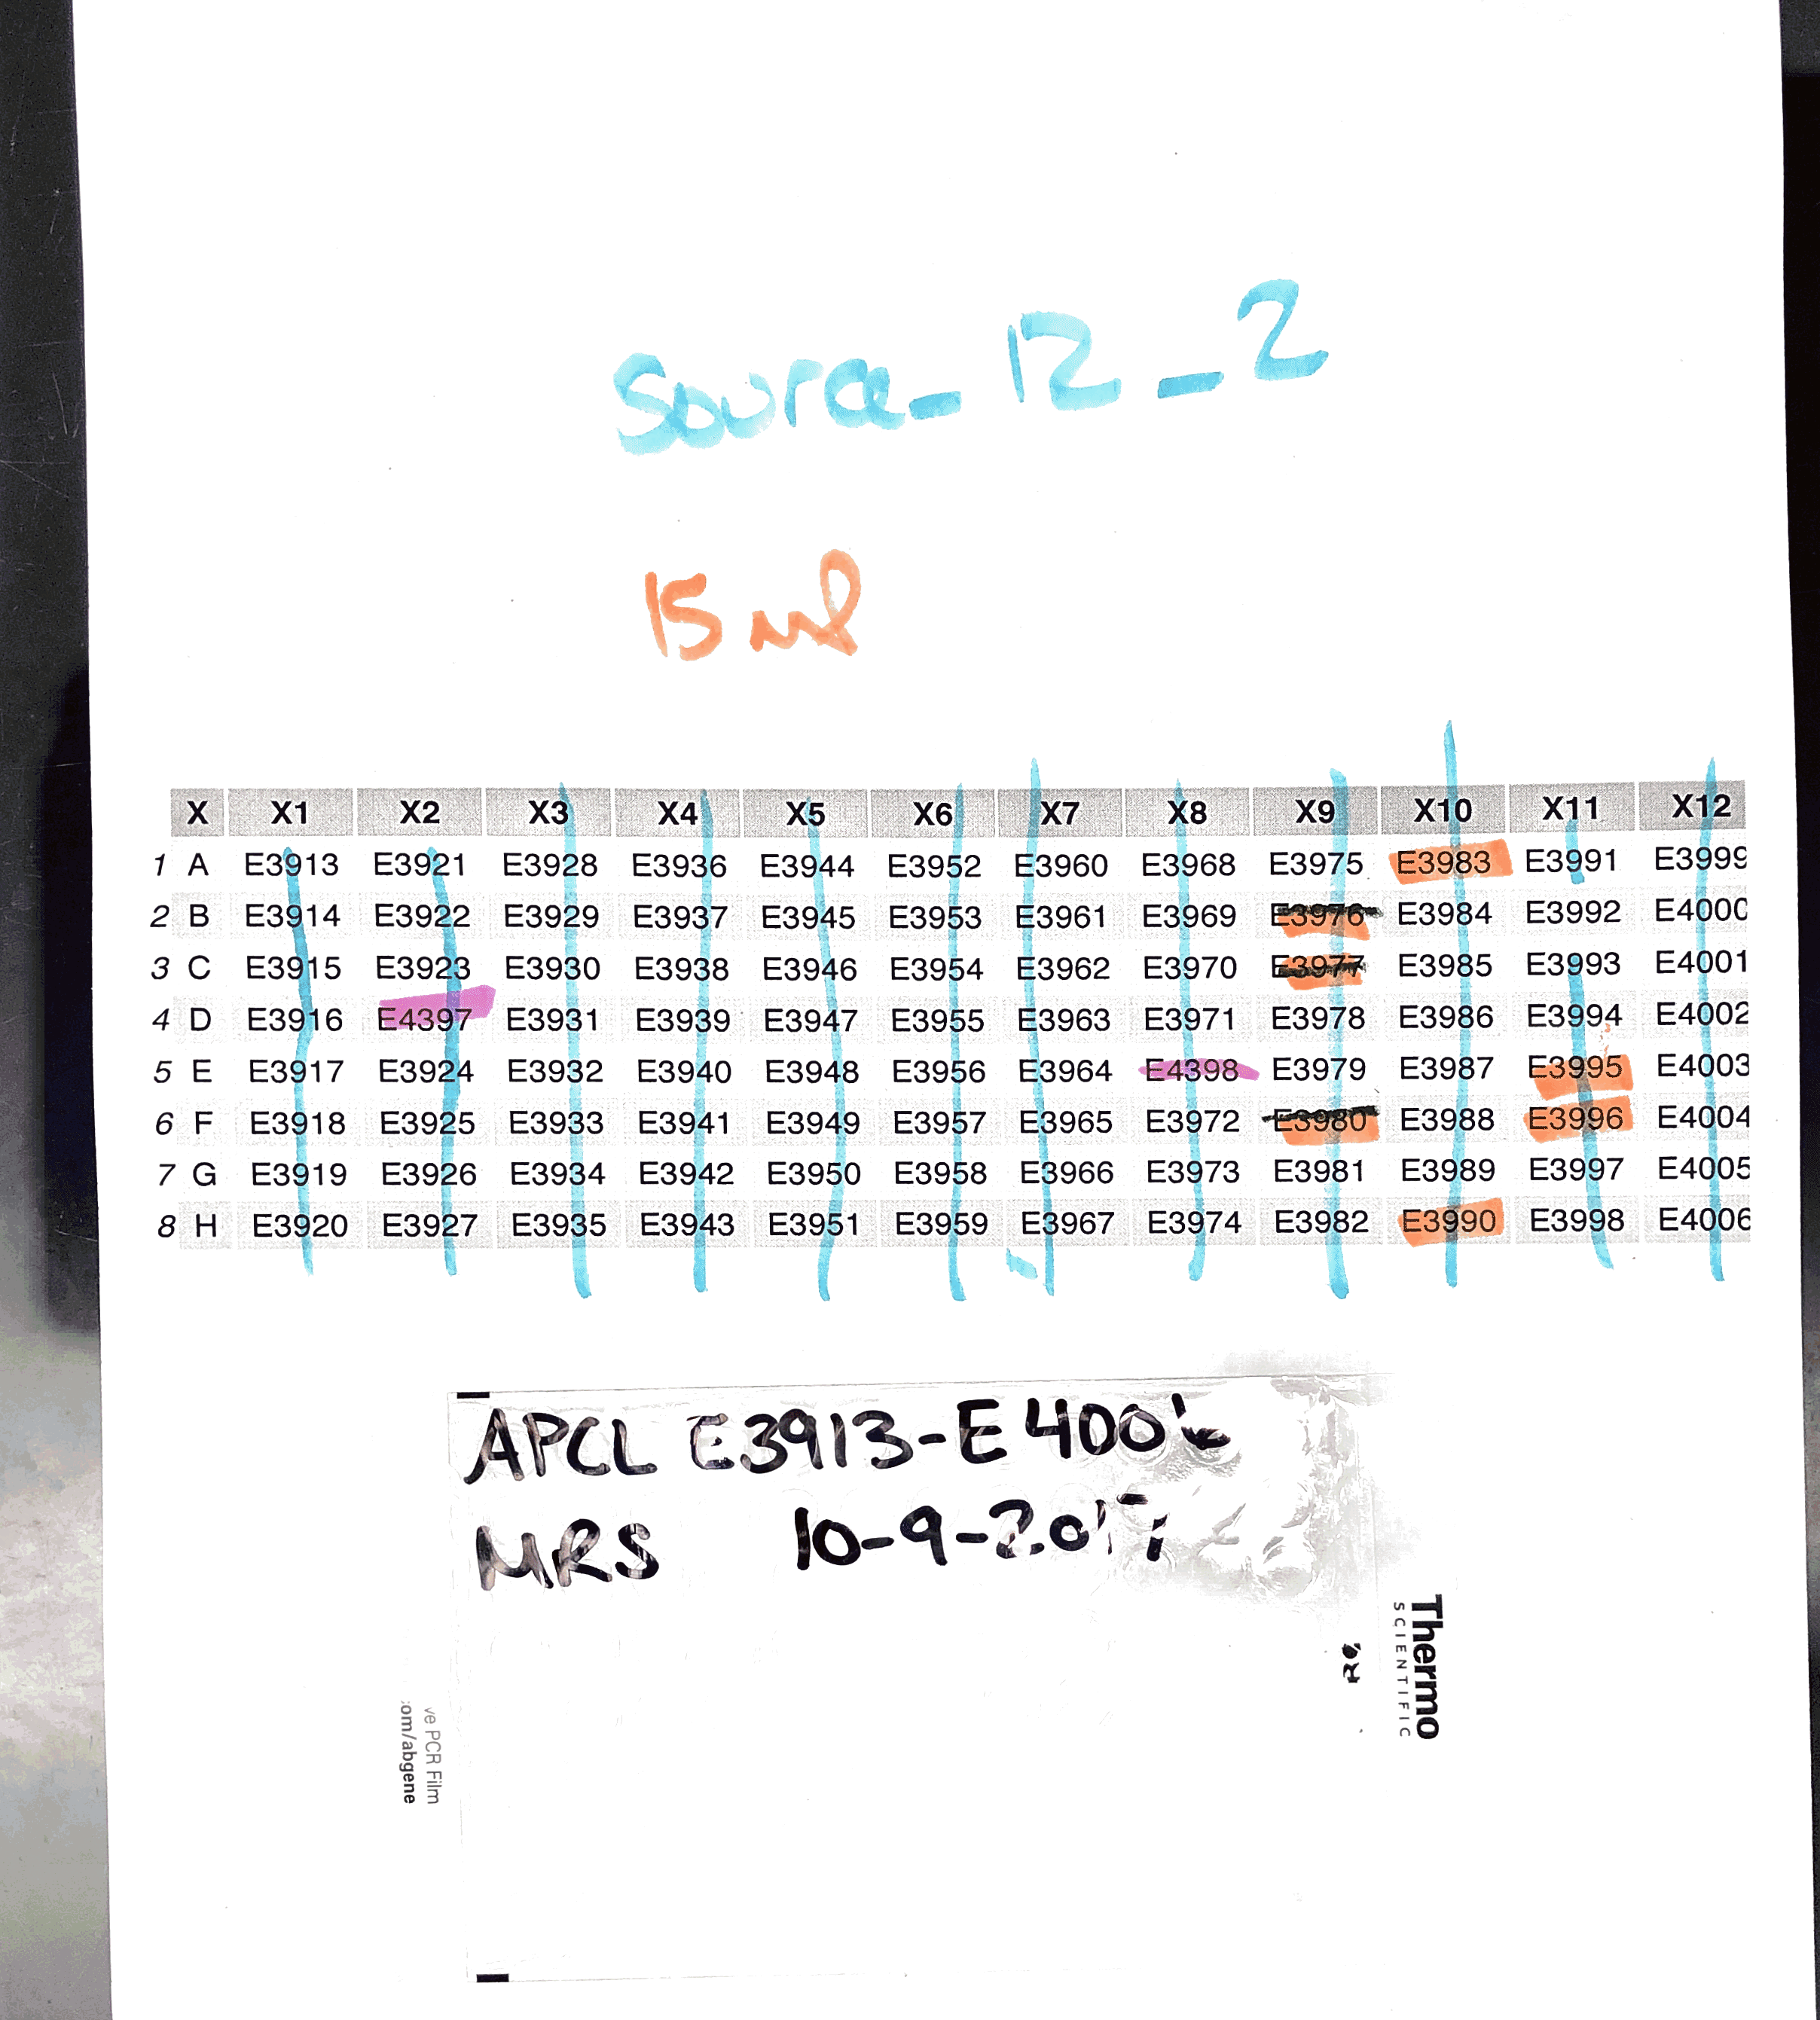 Source_12_2
15 ul
X X1 X2 X3 X4 X5 X6 X7 X8 X9 X10 X11 X12
1 A E3913 E3921 E3928 E3936 E3944 E3952 E3960 E3968 E3975 E3983 E3991 E3999
2 B E3914 E3922 E3929 E3937 E3945 E3953 E3961 E3969 E3976 E3984 E3992 E4000
3 C E3915 E3923 E3930 E3938 E3946 E3954 E3962 E3970 E3977 E3985 E3993 E4001
4 D E3916 E4397 E3931 E3939 E3947 E3955 E3963 E3971 E3978 E3986 E3994 E4002
5 E E3917 E3924 E3932 E3940 E3948 E3956 E3964 E4398 E3979 E3987 E3995 E4003
6 F E3918 E3925 E3933 E3941 E3949 E3957 E3965 E3972 E3980 E3988 E3996 E4004
7 G E3919 E3926 E3934 E3942 E3950 E3958 E3966 E3973 E3981 E3989 E3997 E4005
8 H E3920 E3927 E3935 E3943 E3951 E3959 E3967 E3974 E3982 E3990 E3998 E4006
APCL E3913-E4006
MRS 10-9-2017
Thermo
SCIENTIFIC
ve PCR Film
om/abgene